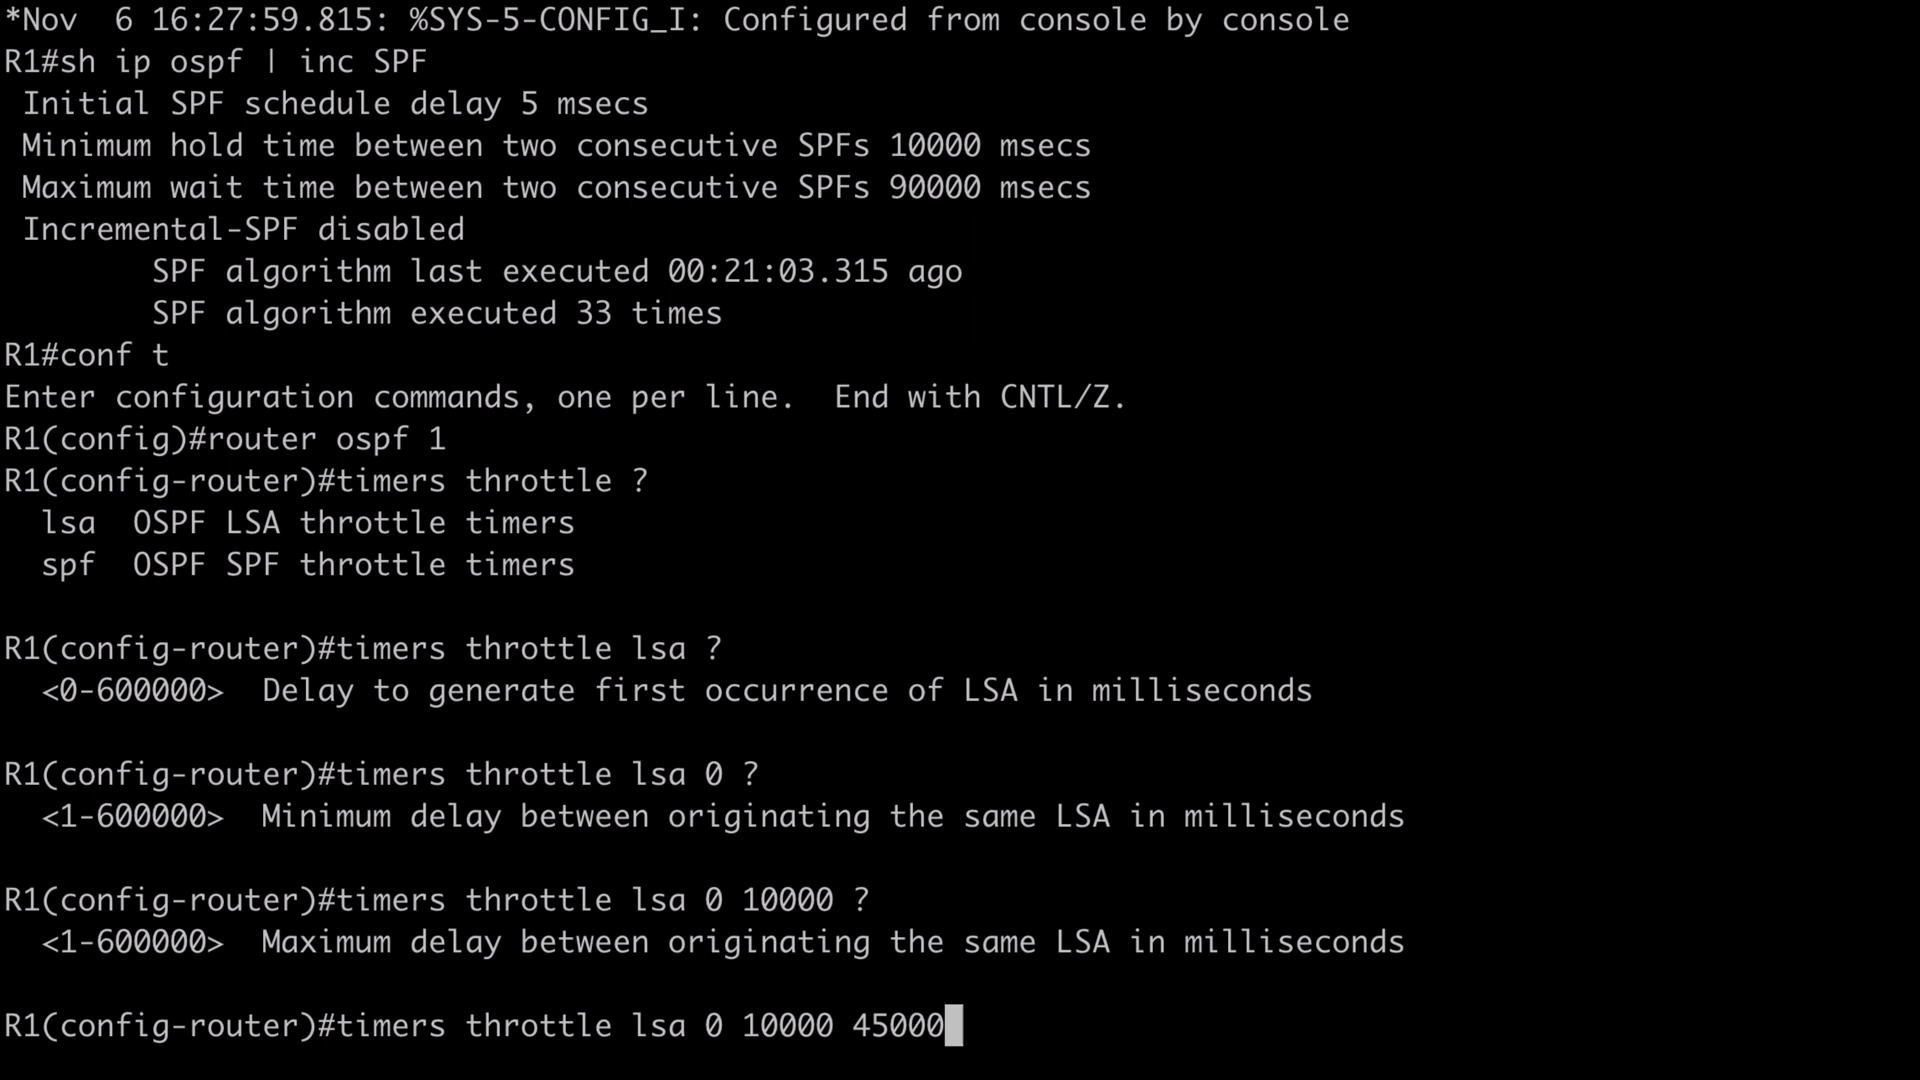 *Nov  6 16:27:59.815: %SYS-5-CONFIG_I: Configured from console by console
R1#sh ip ospf | inc SPF
 Initial SPF schedule delay 5 msecs
 Minimum hold time between two consecutive SPFs 10000 msecs
 Maximum wait time between two consecutive SPFs 90000 msecs
 Incremental-SPF disabled
        SPF algorithm last executed 00:21:03.315 ago
        SPF algorithm executed 33 times
R1#conf t
Enter configuration commands, one per line.  End with CNTL/Z.
R1(config)#router ospf 1
R1(config-router)#timers throttle ?
  lsa  OSPF LSA throttle timers
  spf  OSPF SPF throttle timers

R1(config-router)#timers throttle lsa ?
  <0-600000>  Delay to generate first occurrence of LSA in milliseconds

R1(config-router)#timers throttle lsa 0 ?
  <1-600000>  Minimum delay between originating the same LSA in milliseconds

R1(config-router)#timers throttle lsa 0 10000 ?
  <1-600000>  Maximum delay between originating the same LSA in milliseconds

R1(config-router)#timers throttle lsa 0 10000 45000